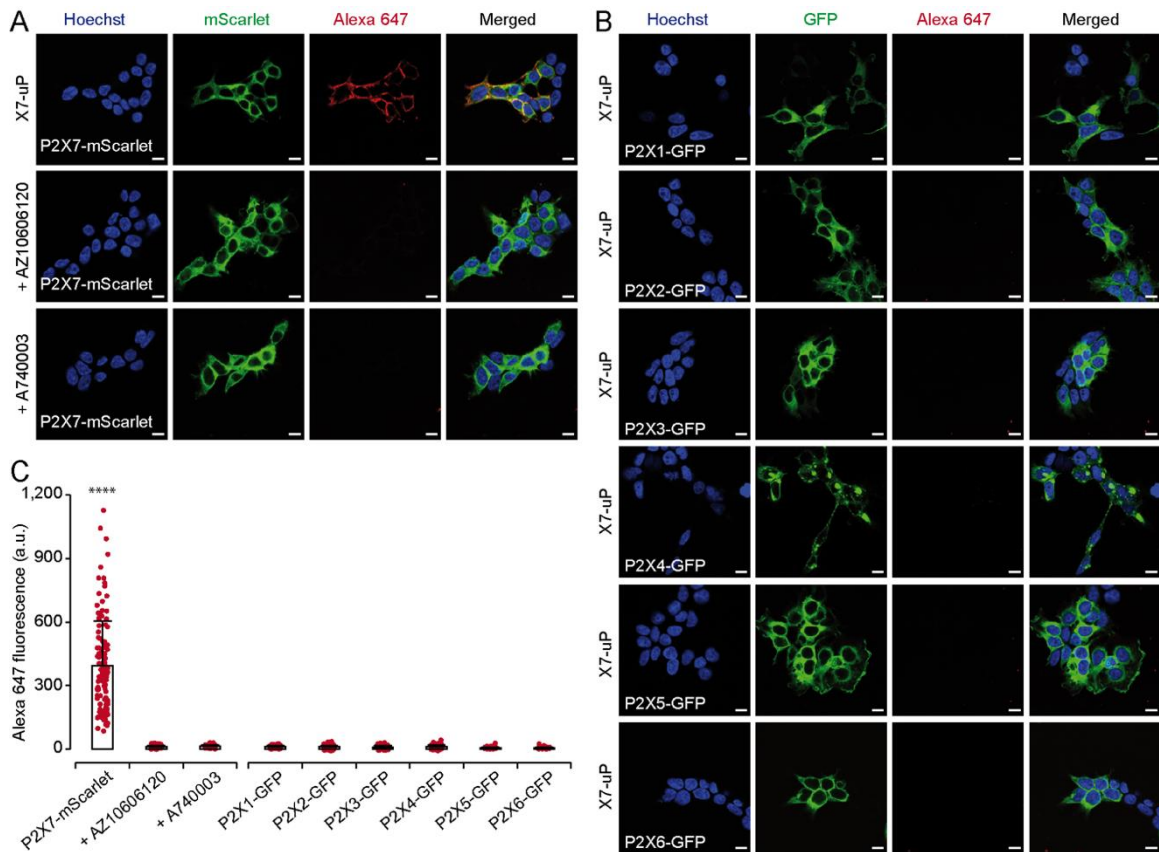 A
Hoechst
mScarlet
Alexa 647
Merged
X7-uP
P2X7-mScarlet
+ AZ10606120
P2X7-mScarlet
+ A740003
P2X7-mScarlet
B
Hoechst
GFP
Alexa 647
Merged
X7-uP
P2X1-GFP
X7-uP
P2X2-GFP
X7-uP
P2X3-GFP
X7-uP
P2X4-GFP
X7-uP
P2X5-GFP
X7-uP
P2X6-GFP
C
Alexa 647 fluorescence (a.u.)
1,200
900
600
300
0
****
P2X7-mScarlet
+ AZ10606120
+ A740003
P2X1-GFP
P2X2-GFP
P2X3-GFP
P2X4-GFP
P2X5-GFP
P2X6-GFP